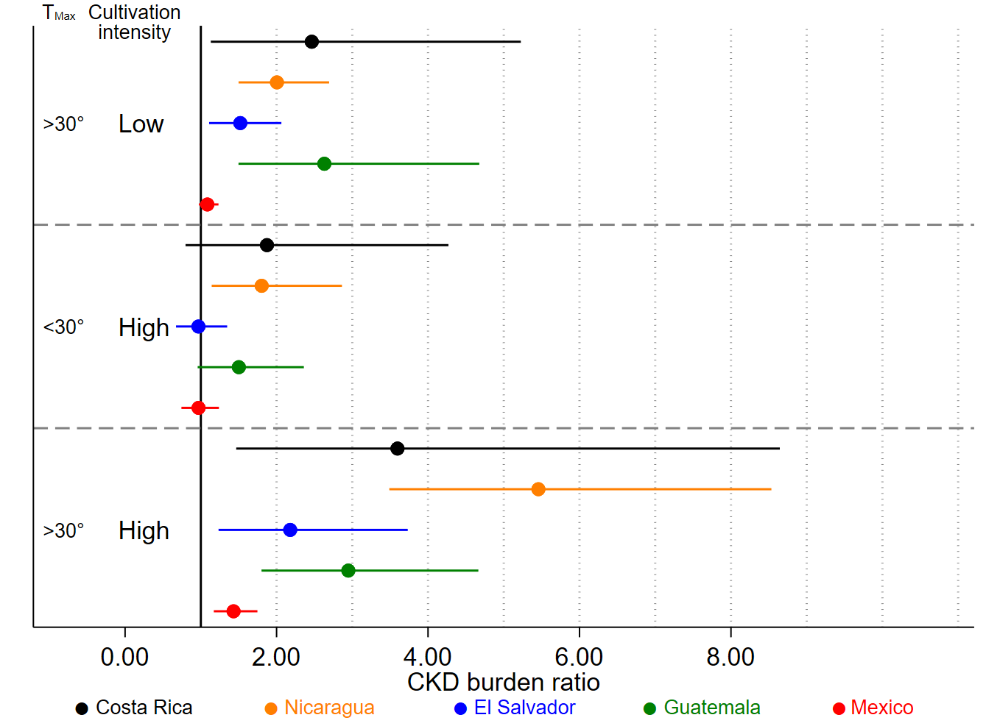 TMax Cultivation
intensity
>30° Low
<30° High
>30° High
0.00 2.00 4.00 6.00 8.00
CKD burden ratio
Costa Rica Nicaragua El Salvador Guatemala Mexico